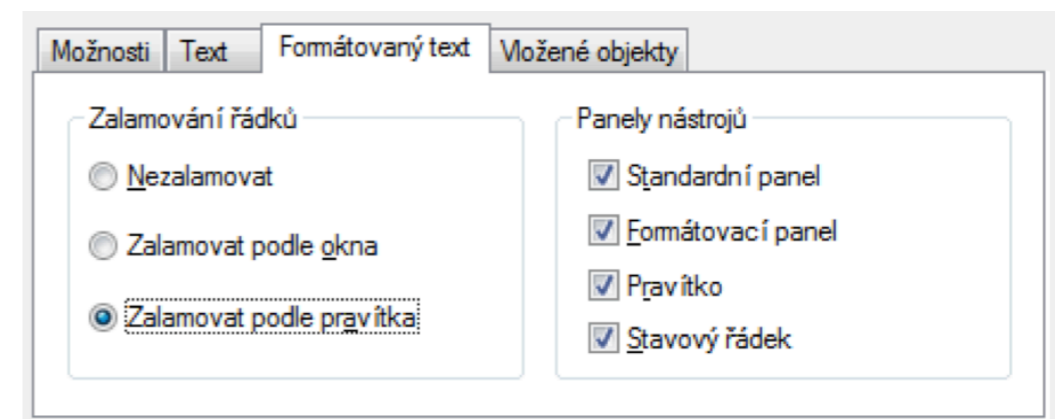 Možnosti Text Formátovaný text Vložené objekty
Zalamování řádků
Nezalamovat
Zalamovat podle okna
Zalamovat podle pravítka
Panely nástrojů
Standardní panel
Formátovací panel
Pravítko
Stavový řádek